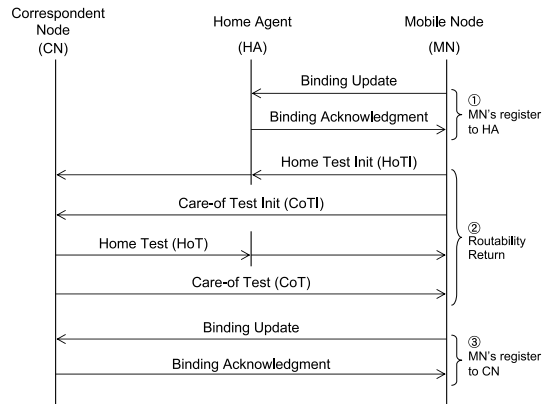 Correspondent
Node
(CN)
Home Agent
(HA)
Mobile Node
(MN)
Binding Update
Binding Acknowledgment
①
MN's register
to HA
Home Test Init (HoTI)
Care-of Test Init (CoTI)
Home Test (HoT)
Care-of Test (CoT)
②
Routability
Return
Binding Update
Binding Acknowledgment
③
MN's register
to CN